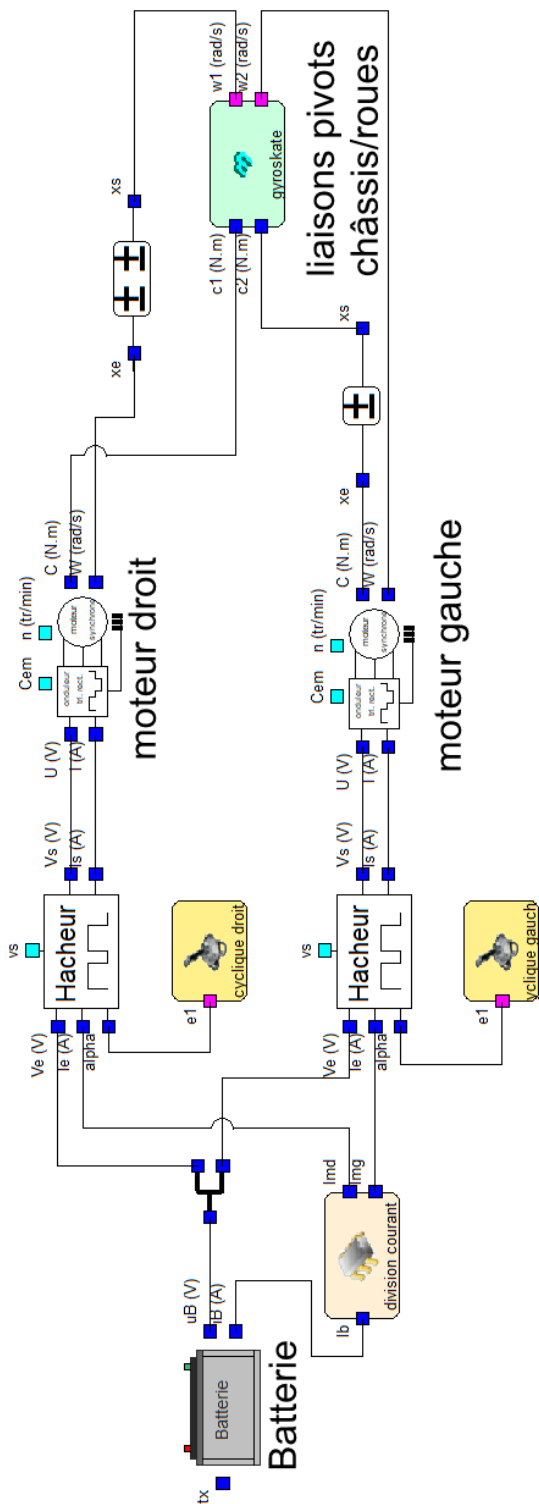 tx
Batterie
Batterie
uB (V)
iB (A)
Ib
division courant
Imd
Img
Ve (V)
Ie (A)
alpha
Hacheur
vs
e1
cyclique droit
Vs (V)
Is (A)
U (V)
I (A)
onduleur
tri. rect.
moteur
synchrone
Cem
n (tr/min)
C (N.m)
W (rad/s)
moteur droit
xe
±±
xs
Ve (V)
Ie (A)
alpha
Hacheur
vs
e1
yclique gauch
Vs (V)
Is (A)
U (V)
I (A)
onduleur
tri. rect.
moteur
synchrone
Cem
n (tr/min)
C (N.m)
W (rad/s)
moteur gauche
xe
±
xs
c1 (N.m)
c2 (N.m)
gyroskate
w1 (rad/s)
w2 (rad/s)
liaisons pivots
châssis/roues